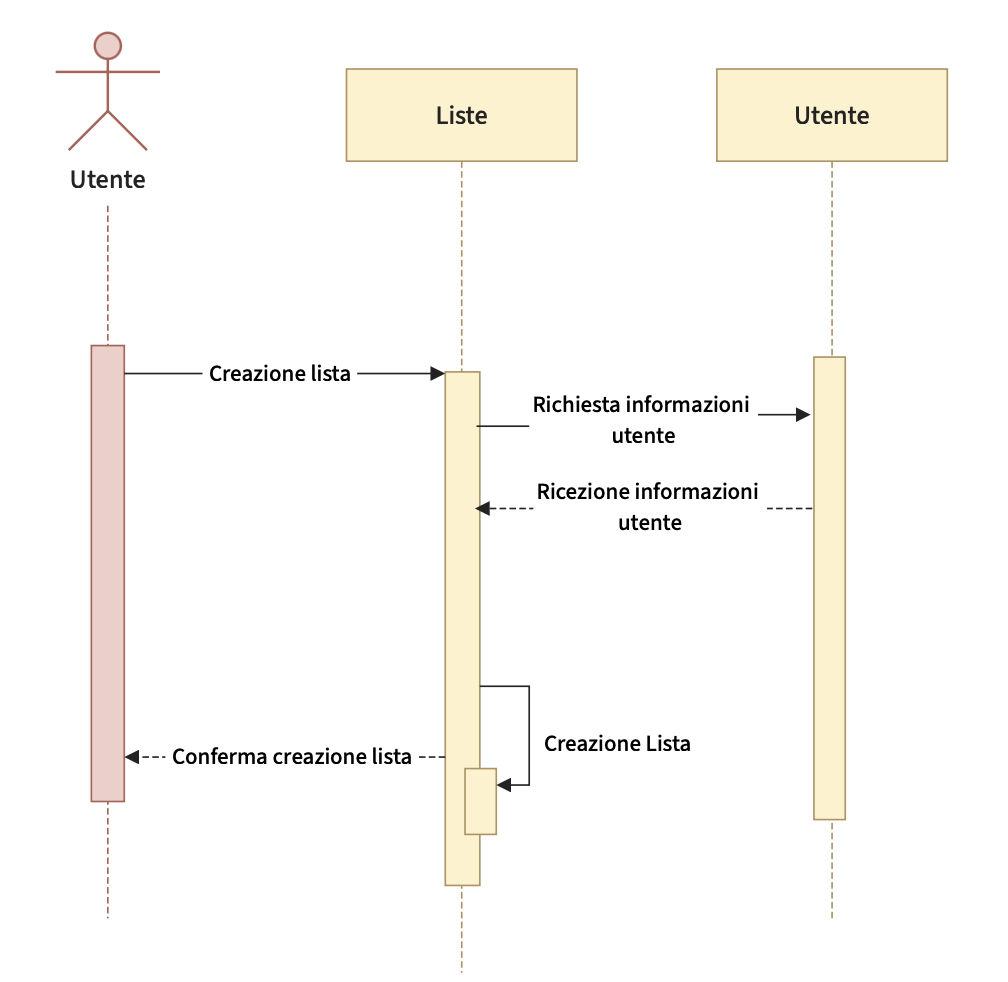 Utente
Liste
Utente
Creazione lista
Richiesta informazioni
utente
Ricezione informazioni
utente
Creazione Lista
Conferma creazione lista